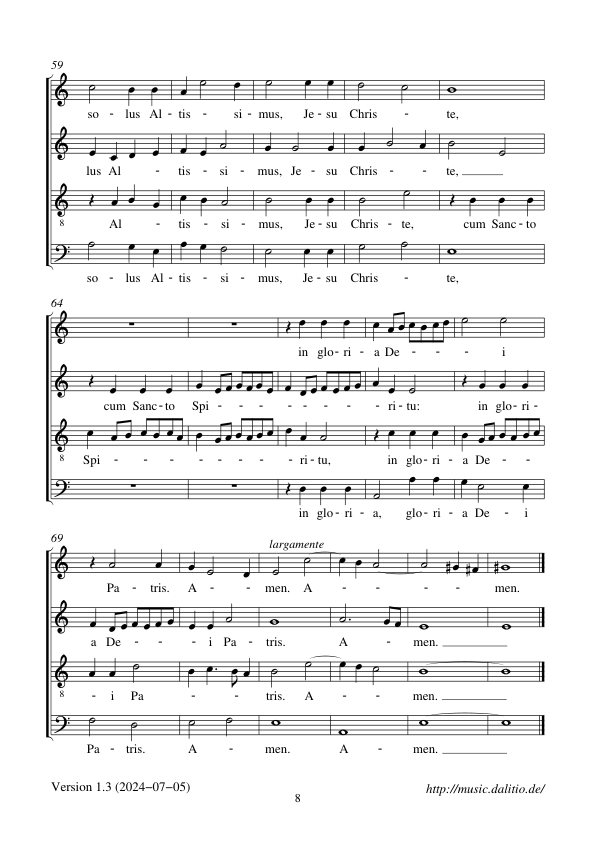 59
so - lus Al - tis - si - mus, Je - su Chris - te,
lus Al - tis - si - mus, Je - su Chris - te,
8
Al - tis - si - mus, Je - su Chris - te, cum Sanc - to
so - lus Al - tis - si - mus, Je - su Chris - te,
64
in glo - ri - a De - - - i
cum Sanc - to Spi - - - - - - - - ri - tu: in glo - ri -
8
Spi - - - - - - - - ri - tu, in glo - ri - a De -
in glo - ri - a, glo - ri - a De - i
69
largamente
Pa - tris. A - men. A - - - - - men.
a De - - i Pa - tris. A - men.
8
- i Pa - - - tris. A - men.
Pa - tris. A - men. A - men.
Version 1.3 (2024−07−05)
http://music.dalitio.de/
8